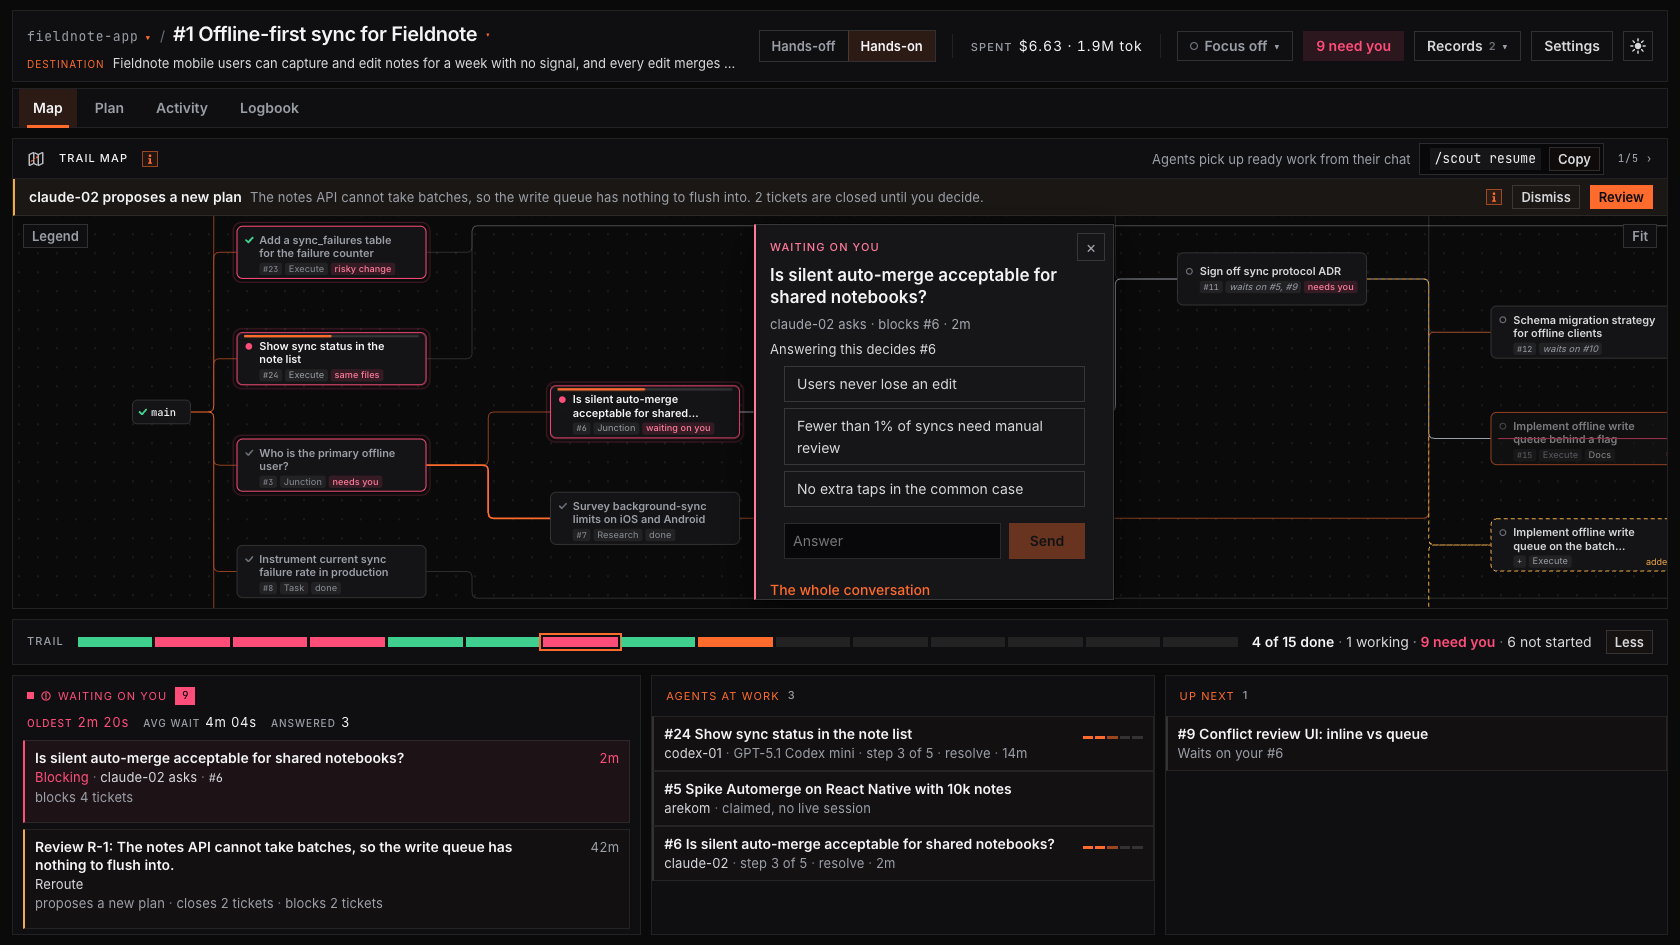 fieldnote-app ▾ / #1 Offline-first sync for Fieldnote
DESTINATION Fieldnote mobile users can capture and edit notes for a week with no signal, and every edit merges ...
Hands-off Hands-on
SPENT $6.63 · 1.9M tok
Focus off ▾
9 need you
Records 2 ▾
Settings
Map Plan Activity Logbook
TRAIL MAP
Agents pick up ready work from their chat /scout resume Copy 1/5 ›
claude-02 proposes a new plan The notes API cannot take batches, so the write queue has nothing to flush into. 2 tickets are closed until you decide.
Dismiss Review
Legend
Fit
main
Add a sync_failures table
for the failure counter
#23 Execute risky change
Show sync status in the
note list
#24 Execute same files
Who is the primary offline
user?
#3 Junction needs you
Instrument current sync
failure rate in production
#8 Task done
Is silent auto-merge
acceptable for shared...
#6 Junction waiting on you
Survey background-sync
limits on iOS and Android
#7 Research done
WAITING ON YOU ×
Is silent auto-merge acceptable for
shared notebooks?
claude-02 asks · blocks #6 · 2m
Answering this decides #6
Users never lose an edit
Fewer than 1% of syncs need manual
review
No extra taps in the common case
Answer Send
The whole conversation
Sign off sync protocol ADR
#11 waits on #5, #9 needs you
Schema migration strategy
for offline clients
#12 waits on #10
Implement offline write
queue behind a flag
#15 Execute Docs
Implement offline write
queue on the batch...
+ Execute adde
TRAIL
4 of 15 done · 1 working · 9 need you · 6 not started Less
WAITING ON YOU 9
OLDEST 2m 20s AVG WAIT 4m 04s ANSWERED 3
Is silent auto-merge acceptable for shared notebooks? 2m
Blocking · claude-02 asks · #6
blocks 4 tickets
Review R-1: The notes API cannot take batches, so the write queue has 42m
nothing to flush into.
Reroute
proposes a new plan · closes 2 tickets · blocks 2 tickets
AGENTS AT WORK 3
#24 Show sync status in the note list
codex-01 · GPT-5.1 Codex mini · step 3 of 5 · resolve · 14m
#5 Spike Automerge on React Native with 10k notes
arekom · claimed, no live session
#6 Is silent auto-merge acceptable for shared notebooks?
claude-02 · step 3 of 5 · resolve · 2m
UP NEXT 1
#9 Conflict review UI: inline vs queue
Waits on your #6